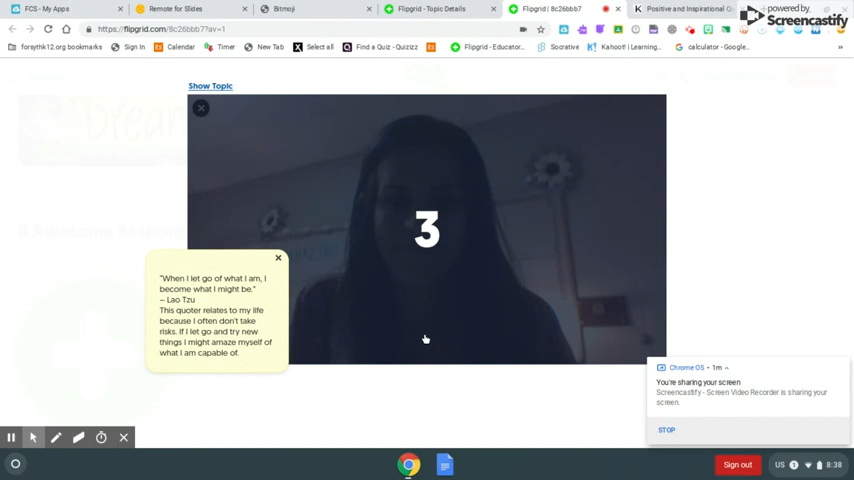 FCS - My Apps
Remote for Slides
Bitmoji
Flipgrid - Topic Details
Flipgrid | 8c26bbb7
Positive and Inspirational Q
powered by
Screencastify
https://flipgrid.com/8c26bbb7?av=1
forsythk12.org bookmarks
Sign In
Calendar
Timer
New Tab
Select all
Find a Quiz - Quizizz
Flipgrid - Educator...
Socrative
Kahoot! | Learning...
calculator - Google...
Show Topic
Dream
0 Awesome Respons
3
"When I let go of what I am, I
become what I might be."
– Lao Tzu
This quoter relates to my life
because I often don't take
risks. If I let go and try new
things I might amaze myself of
what I am capable of.
Chrome OS • 1m
You're sharing your screen
Screencastify - Screen Video Recorder is sharing your
screen.
STOP
Sign out
US
1
8:38